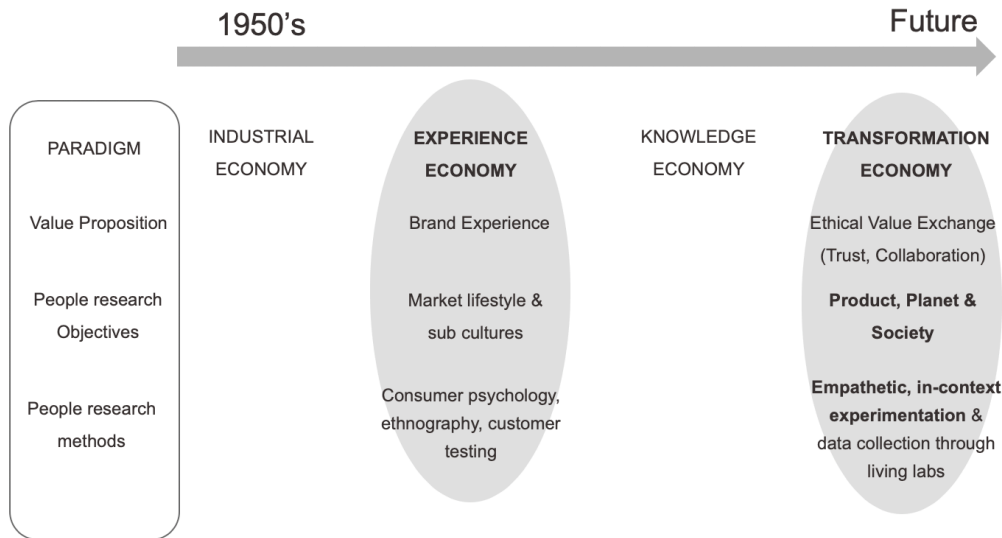 1950's
Future
PARADIGM
INDUSTRIAL
ECONOMY
EXPERIENCE
ECONOMY
KNOWLEDGE
ECONOMY
TRANSFORMATION
ECONOMY
Value Proposition
Brand Experience
Ethical Value Exchange
(Trust, Collaboration)
People research
Objectives
Market lifestyle &
sub cultures
Product, Planet &
Society
People research
methods
Consumer psychology,
ethnography, customer
testing
Empathetic, in-context
experimentation &
data collection through
living labs